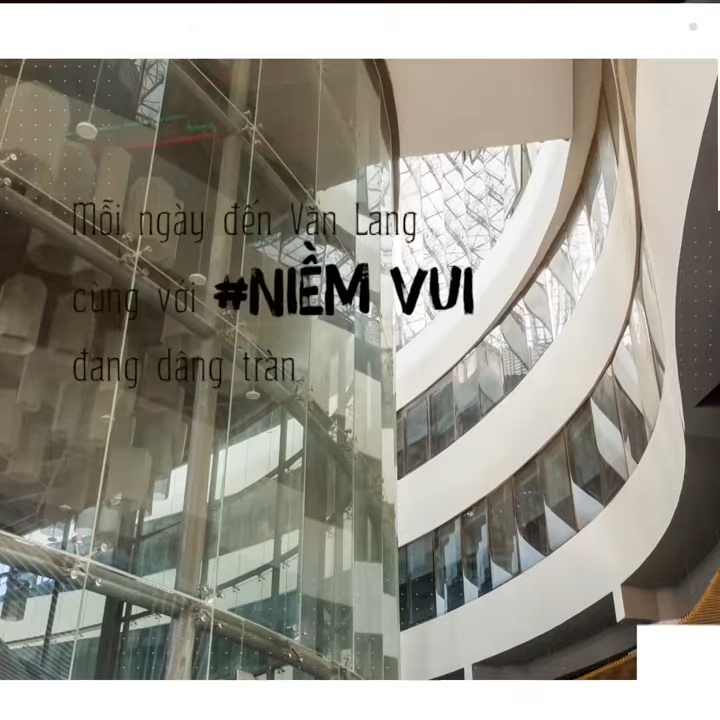 Mỗi ngày đến Văn Lang
cùng với #NIỀM VUI
đang dâng tràn